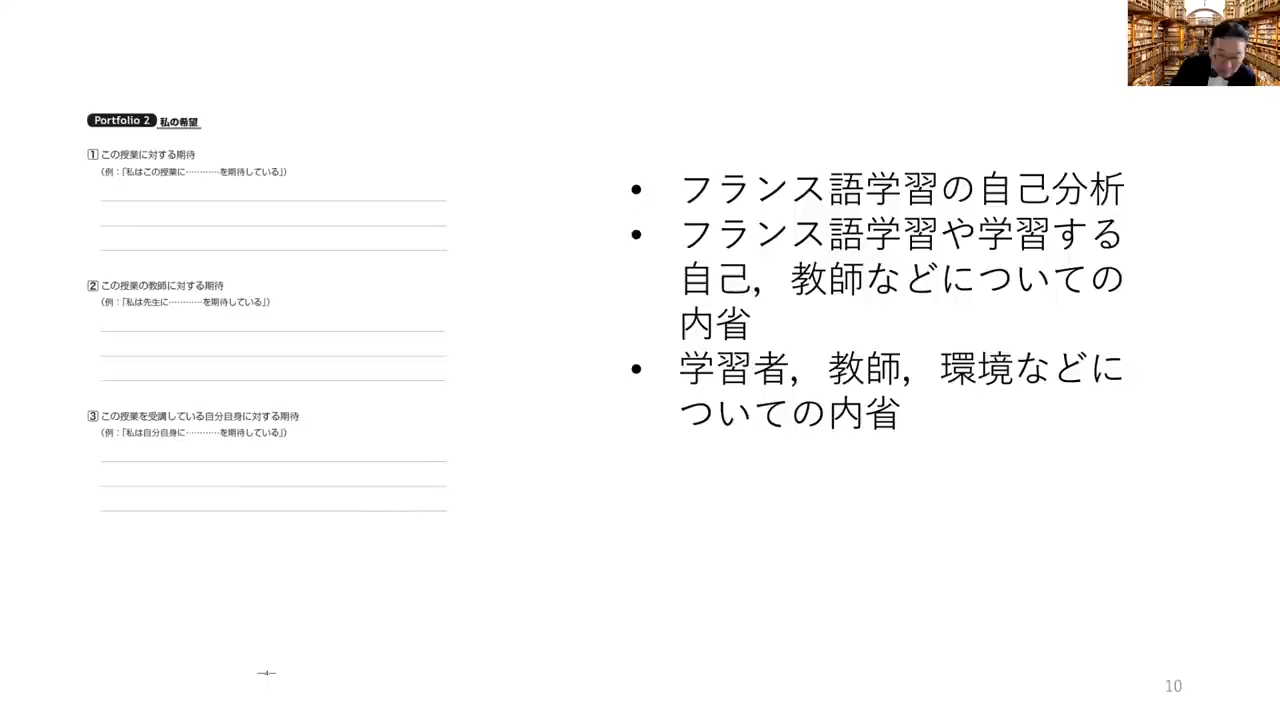 Portfolio 2 私の希望
1 この授業に対する期待
(例：「私はこの授業に…………を期待している」)
2 この授業の教師に対する期待
(例：「私は先生に…………を期待している」)
3 この授業を受講している自分自身に対する期待
(例：「私は自分自身に…………を期待している」)
—4—
• フランス語学習の自己分析
• フランス語学習や学習する
自己，教師などについての
内省
• 学習者，教師，環境などに
ついての内省
10